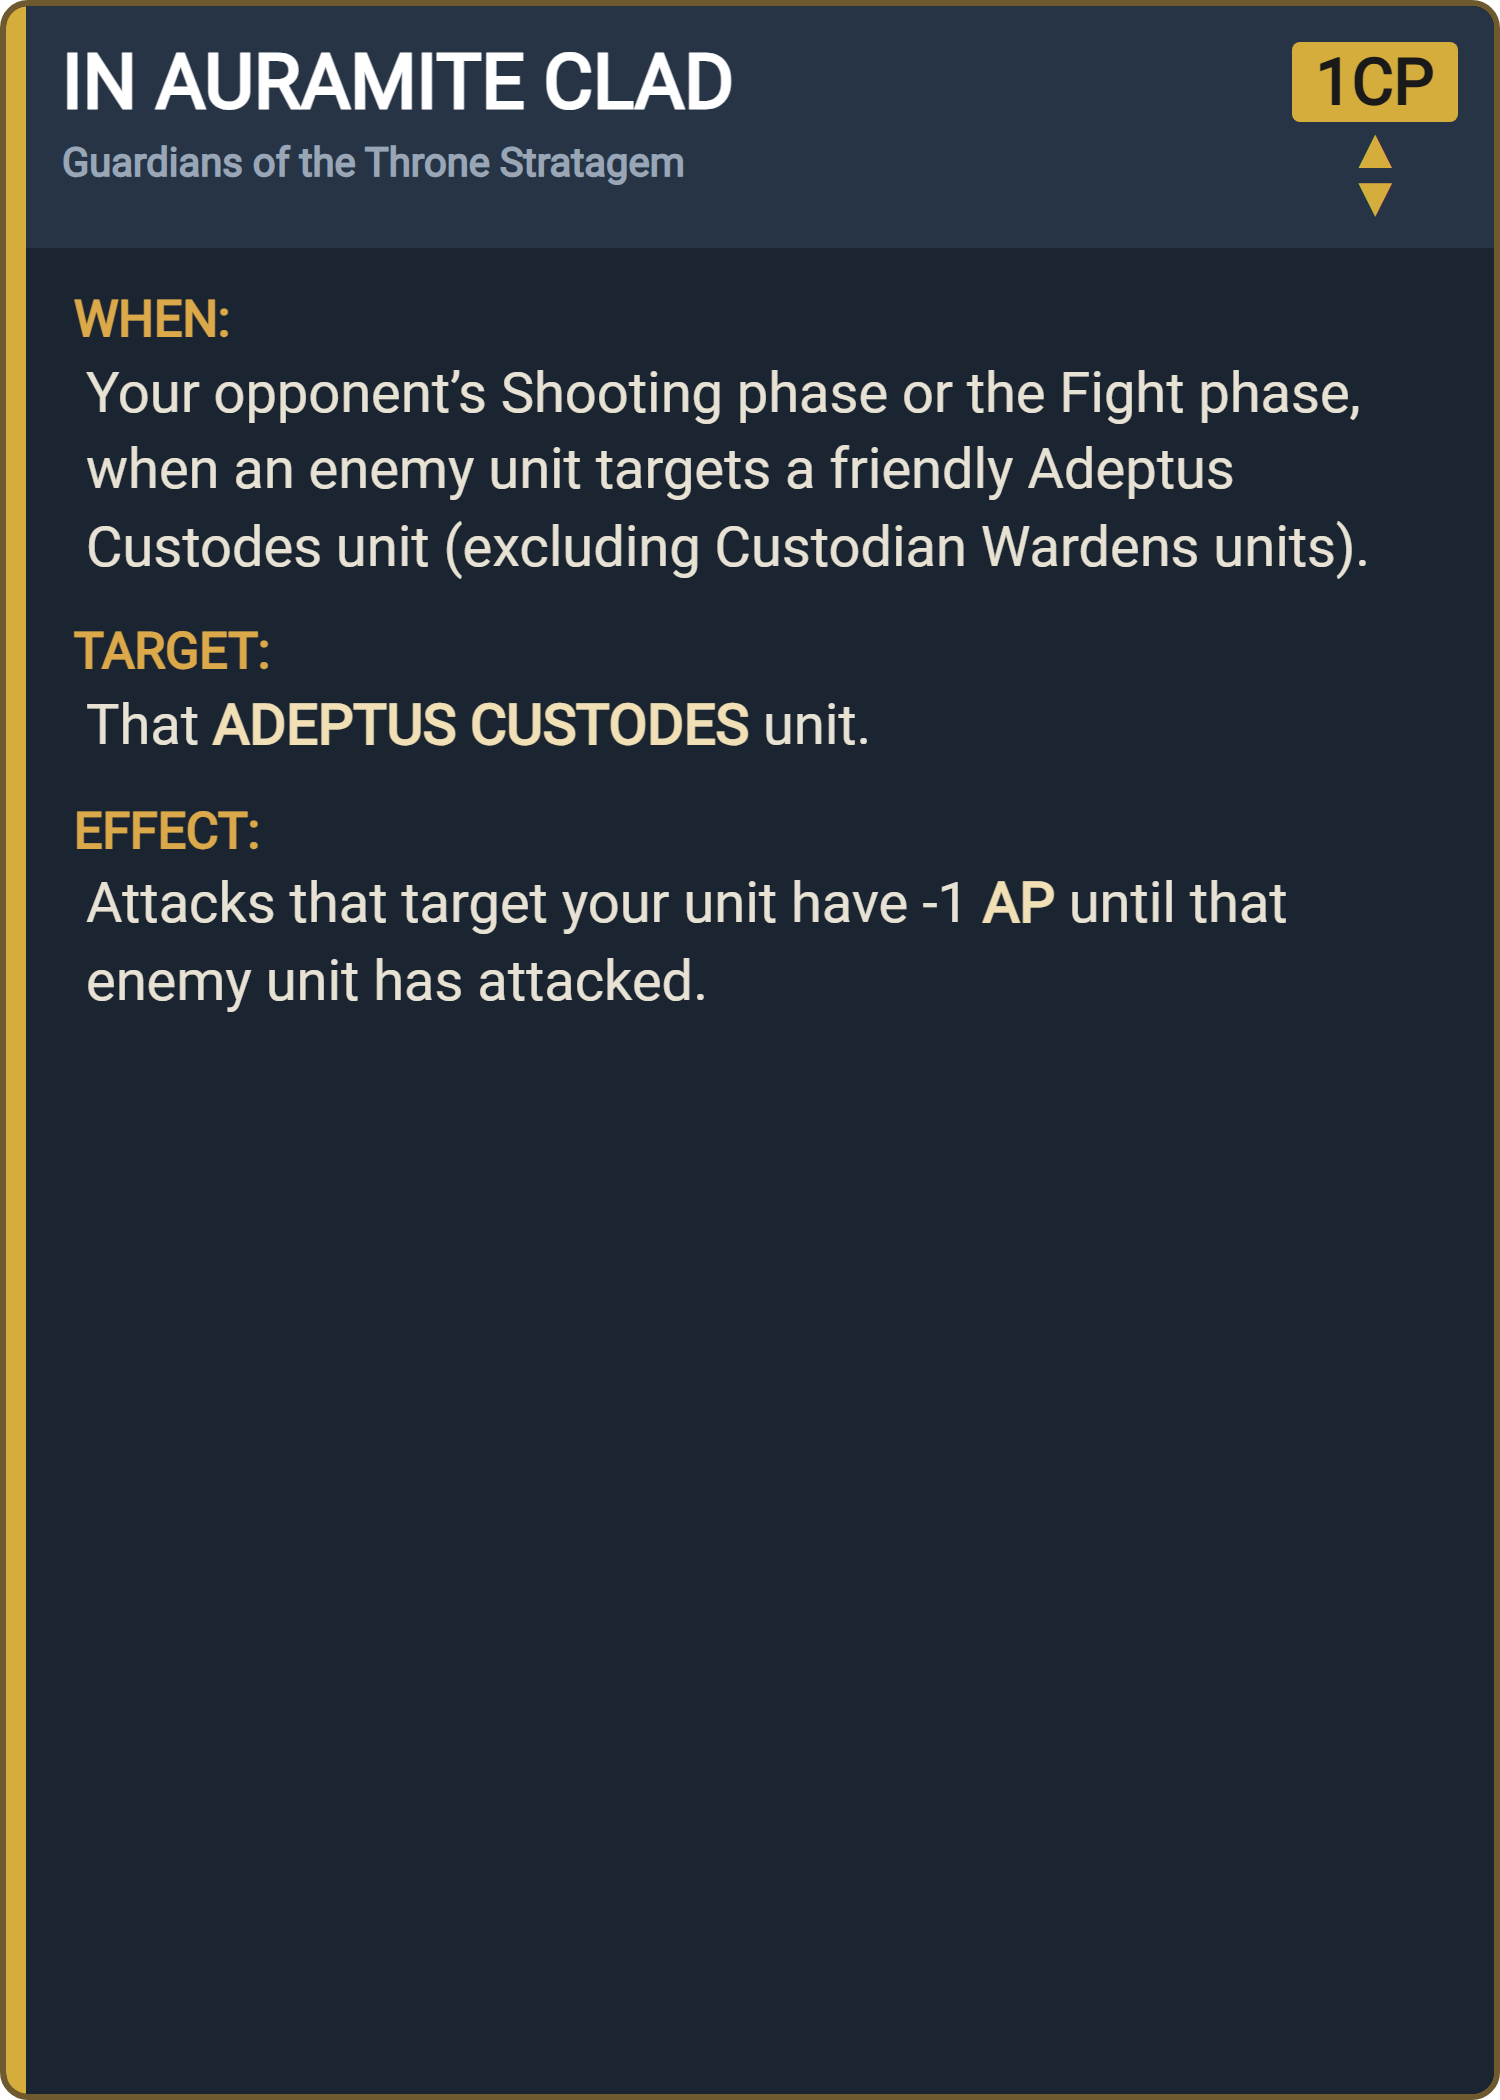 IN AURAMITE CLAD
1CP
Guardians of the Throne Stratagem
▲
▼
WHEN:
Your opponent’s Shooting phase or the Fight phase,
when an enemy unit targets a friendly Adeptus
Custodes unit (excluding Custodian Wardens units).
TARGET:
That ADEPTUS CUSTODES unit.
EFFECT:
Attacks that target your unit have -1 AP until that
enemy unit has attacked.